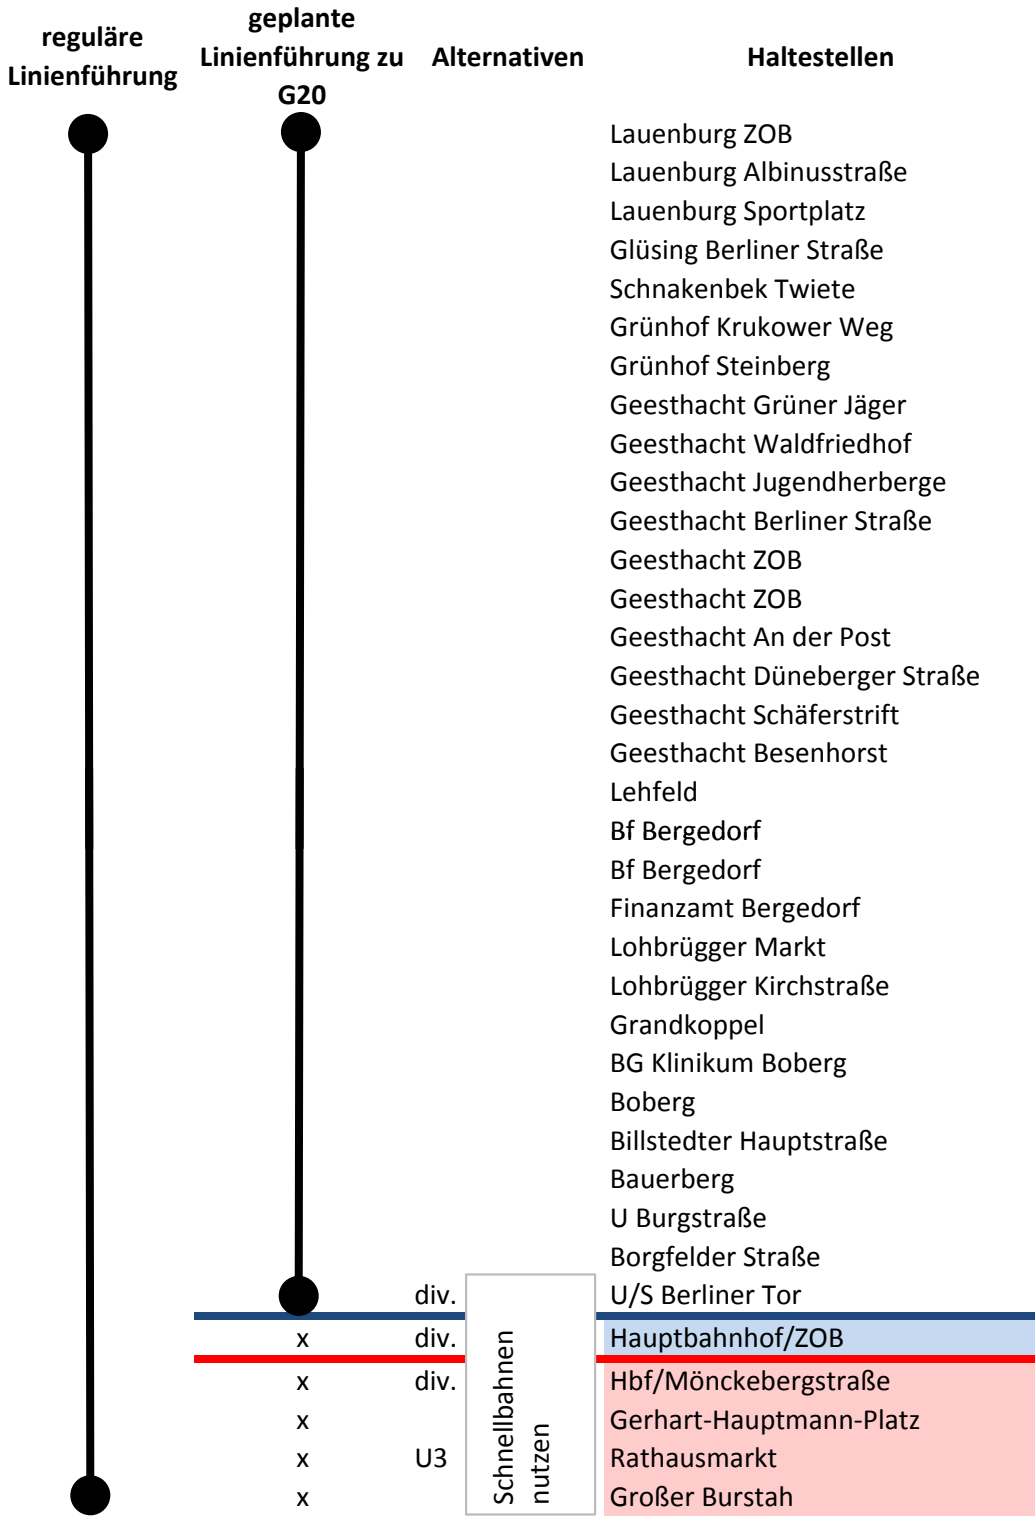 reguläre
Linienführung
geplante
Linienführung zu
G20
Alternativen
Haltestellen
Lauenburg ZOB
Lauenburg Albinusstraße
Lauenburg Sportplatz
Glüsing Berliner Straße
Schnakenbek Twiete
Grünhof Krukower Weg
Grünhof Steinberg
Geesthacht Grüner Jäger
Geesthacht Waldfriedhof
Geesthacht Jugendherberge
Geesthacht Berliner Straße
Geesthacht ZOB
Geesthacht ZOB
Geesthacht An der Post
Geesthacht Düneberger Straße
Geesthacht Schäferstrift
Geesthacht Besenhorst
Lehfeld
Bf Bergedorf
Bf Bergedorf
Finanzamt Bergedorf
Lohbrügger Markt
Lohbrügger Kirchstraße
Grandkoppel
BG Klinikum Boberg
Boberg
Billstedter Hauptstraße
Bauerberg
U Burgstraße
Borgfelder Straße
div. U/S Berliner Tor
x div. Hauptbahnhof/ZOB
x div. Hbf/Mönckebergstraße
x Gerhart-Hauptmann-Platz
x U3 Rathausmarkt
x Großer Burstah
Schnellbahnen
nutzen